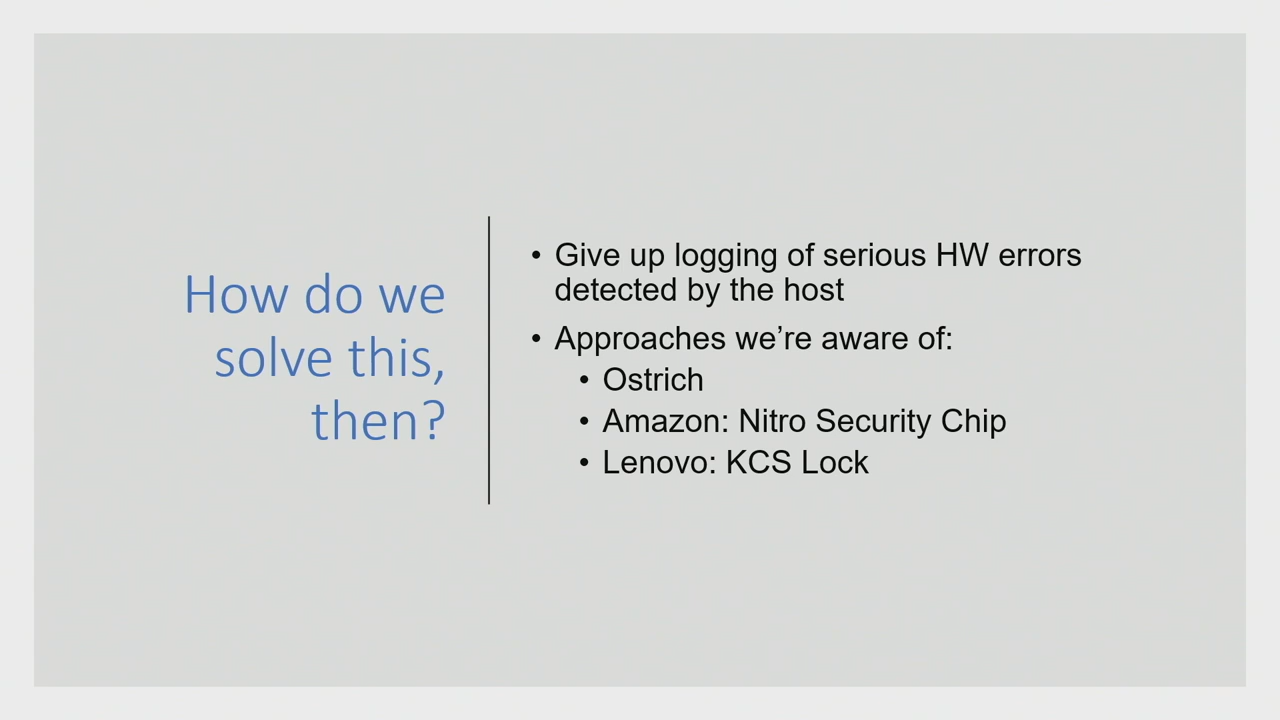 How do we
solve this,
then?
• Give up logging of serious HW errors
detected by the host
• Approaches we’re aware of:
• Ostrich
• Amazon: Nitro Security Chip
• Lenovo: KCS Lock